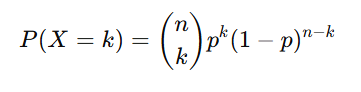 P(X = k) = \binom{n}{k} p^k (1 − p)^{n−k}